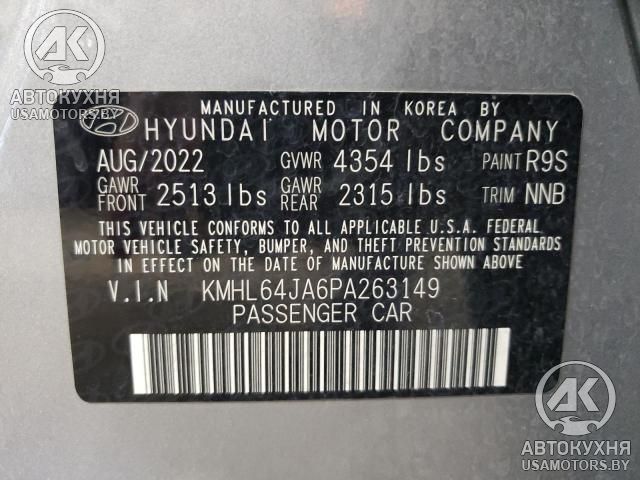 АК
АВТОКУХНЯ
USAMOTORS.BY
MANUFACTURED IN KOREA BY
HYUNDAI MOTOR COMPANY
AUG/2022 GVWR 4354 lbs PAINT R9S
GAWR FRONT 2513 lbs GAWR REAR 2315 lbs TRIM NNB
THIS VEHICLE CONFORMS TO ALL APPLICABLE U.S.A. FEDERAL
MOTOR VEHICLE SAFETY, BUMPER, AND THEFT PREVENTION STANDARDS
IN EFFECT ON THE DATE OF MANUFACTURE SHOWN ABOVE
V.I.N KMHL64JA6PA263149
PASSENGER CAR
АК
АВТОКУХНЯ
USAMOTORS.BY